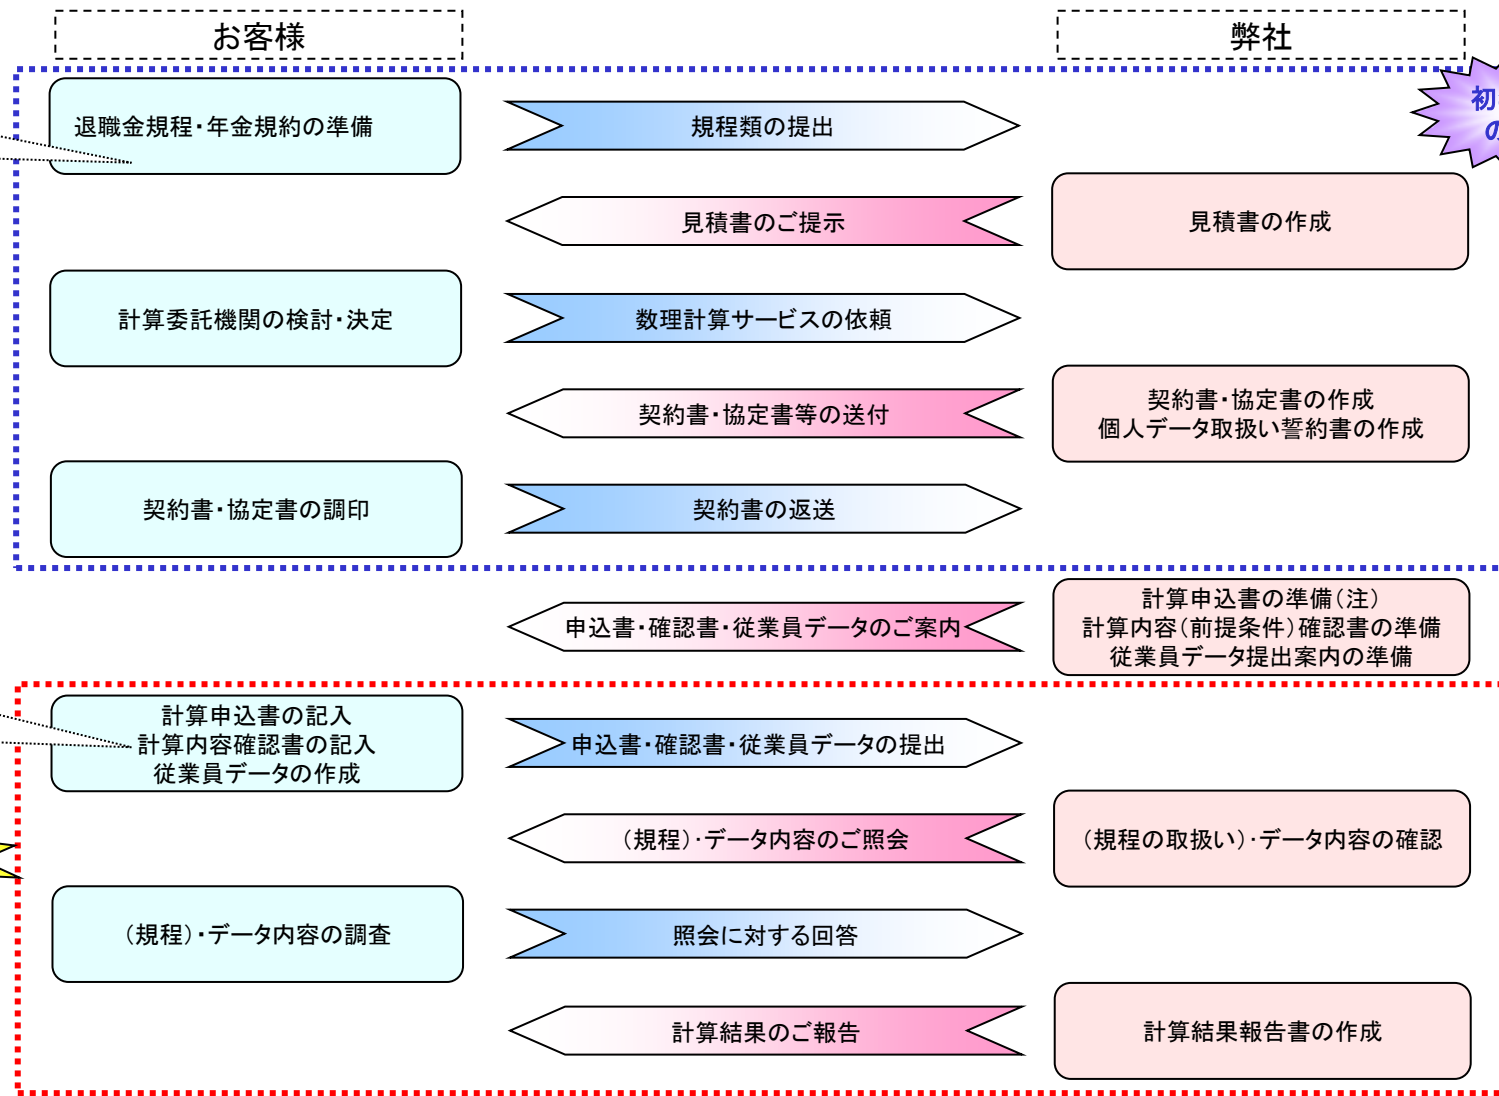 お客様
弊社
初
の
退職金規程・年金規約の準備
規程類の提出
見積書のご提示
見積書の作成
計算委託機関の検討・決定
数理計算サービスの依頼
契約書・協定書等の送付
契約書・協定書の作成
個人データ取扱い誓約書の作成
契約書・協定書の調印
契約書の返送
申込書・確認書・従業員データのご案内
計算申込書の準備（注）
計算内容（前提条件）確認書の準備
従業員データ提出案内の準備
計算申込書の記入
計算内容確認書の記入
従業員データの作成
申込書・確認書・従業員データの提出
（規程）・データ内容のご照会
（規程の取扱い）・データ内容の確認
（規程）・データ内容の調査
照会に対する回答
計算結果のご報告
計算結果報告書の作成